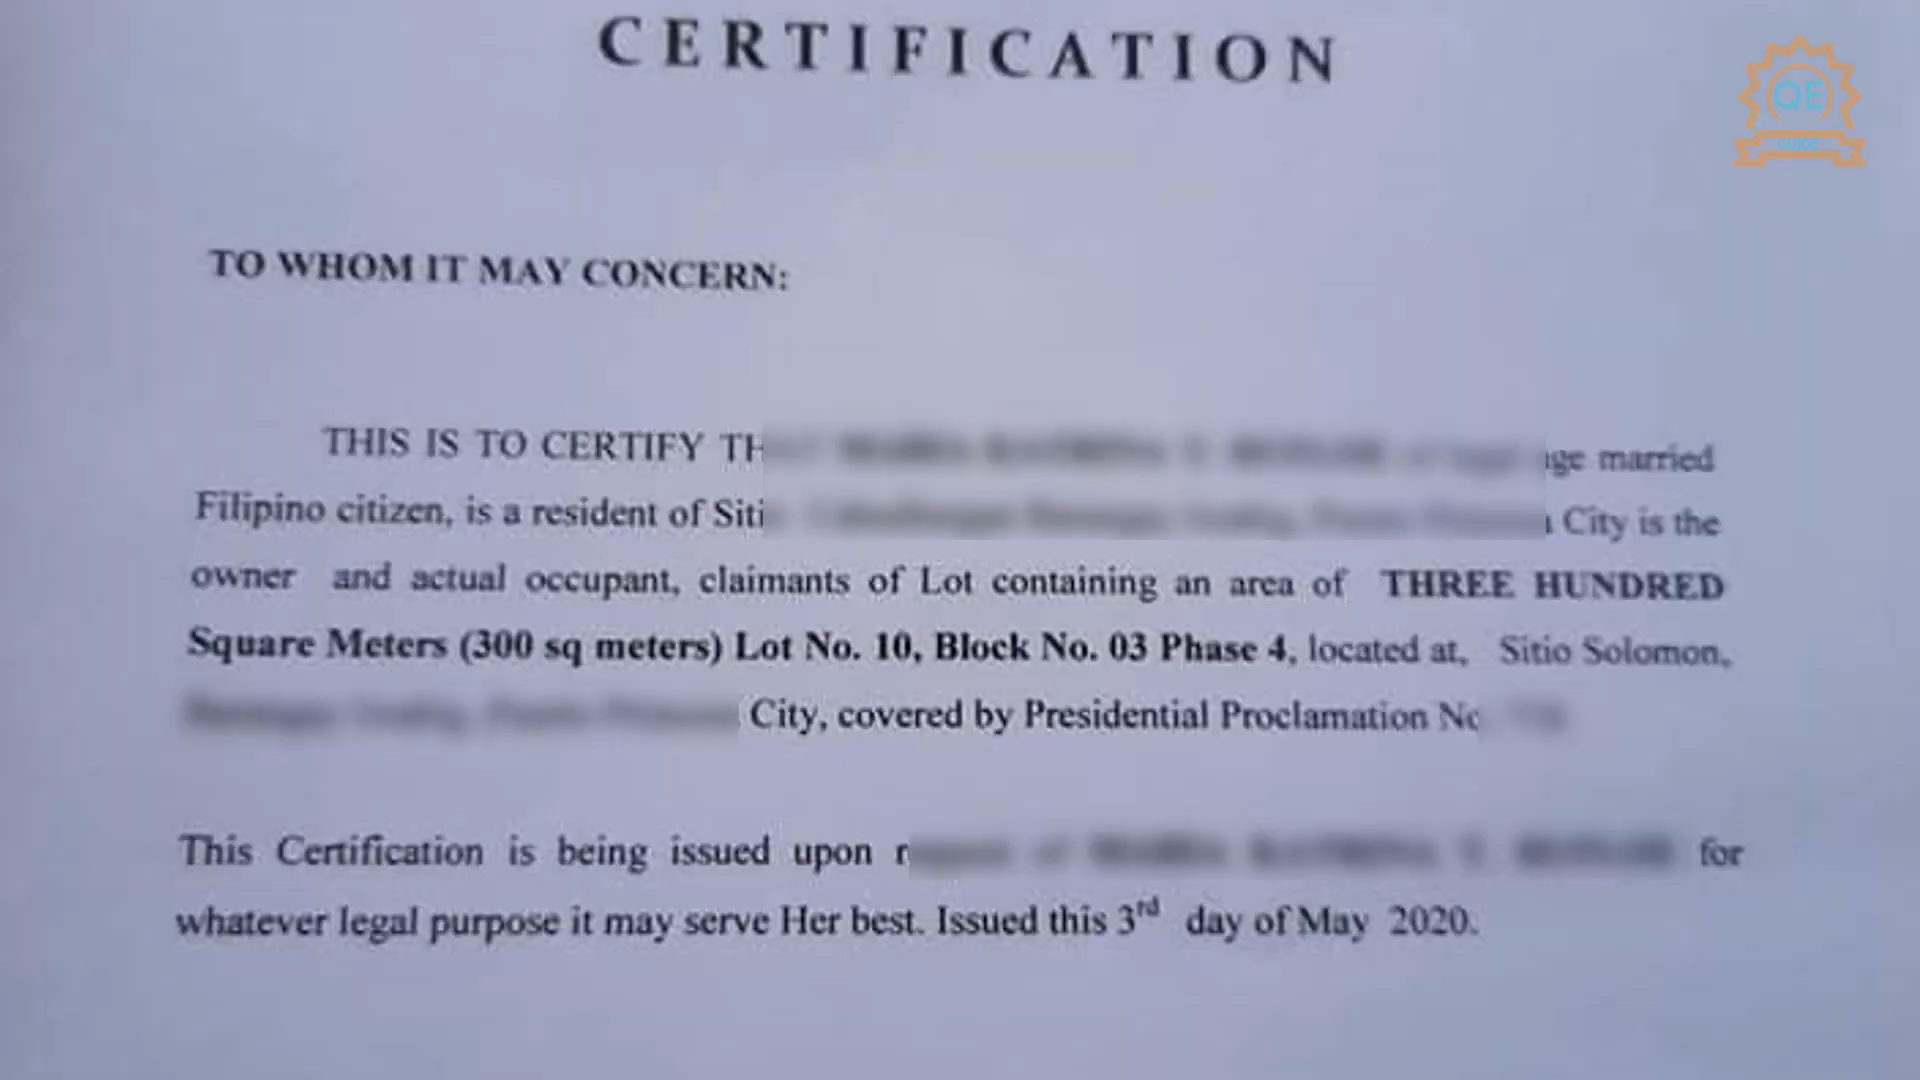 CERTIFICATION
QE
GUIDE
TO WHOM IT MAY CONCERN:
THIS IS TO CERTIFY TH age married
Filipino citizen, is a resident of Siti City is the
owner and actual occupant, claimants of Lot containing an area of THREE HUNDRED
Square Meters (300 sq meters) Lot No. 10, Block No. 03 Phase 4, located at, Sitio Solomon,
City, covered by Presidential Proclamation No
This Certification is being issued upon r for
whatever legal purpose it may serve Her best. Issued this 3rd day of May 2020.